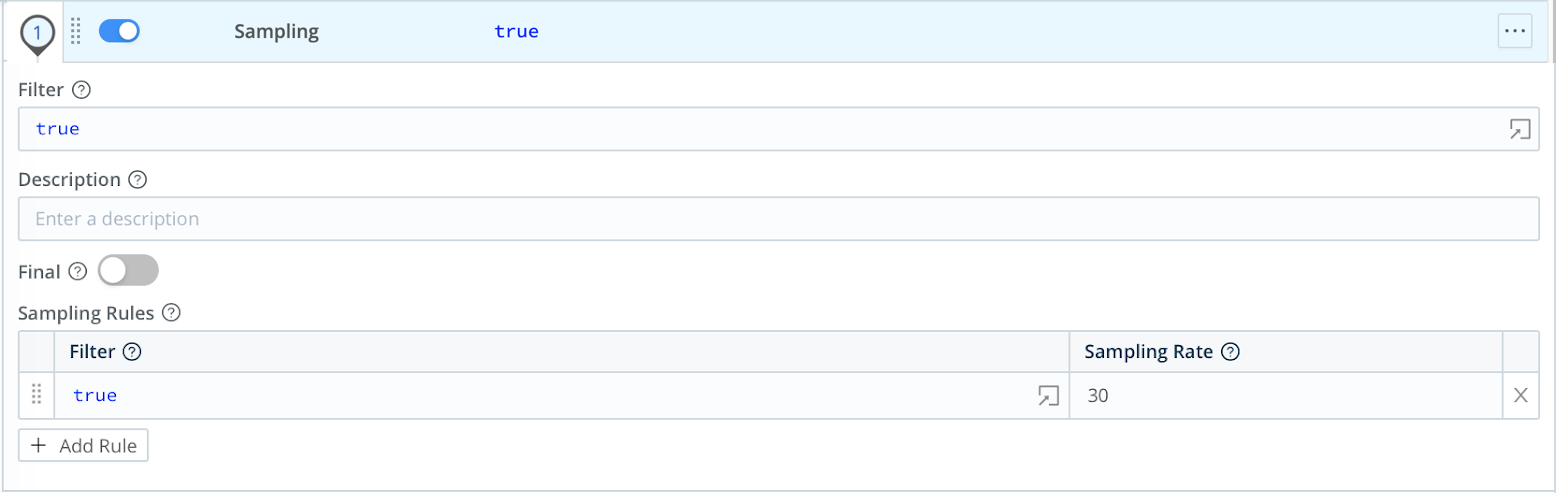 1 Sampling true ...
Filter ?
true
Description ?
Enter a description
Final ?
Sampling Rules ?
Filter ? Sampling Rate ?
true 30 X
+ Add Rule